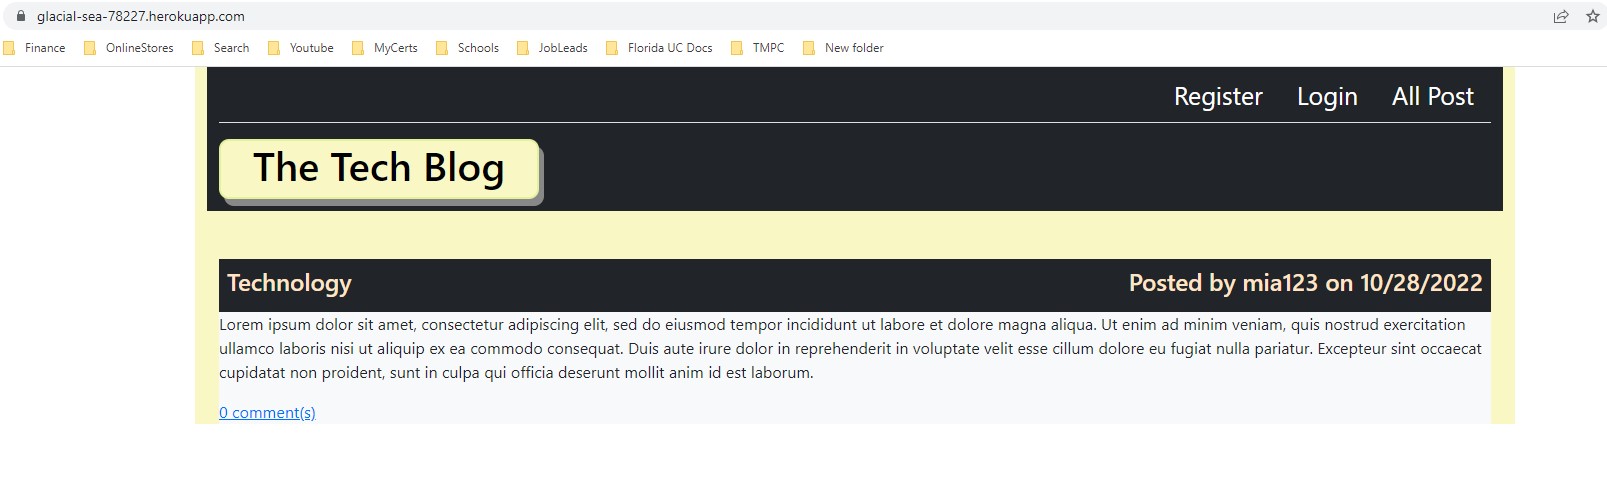 glacial-sea-78227.herokuapp.com
Finance OnlineStores Search Youtube MyCerts Schools JobLeads Florida UC Docs TMPC New folder
Register Login All Post
The Tech Blog
Technology Posted by mia123 on 10/28/2022
Lorem ipsum dolor sit amet, consectetur adipiscing elit, sed do eiusmod tempor incididunt ut labore et dolore magna aliqua. Ut enim ad minim veniam, quis nostrud exercitation
ullamco laboris nisi ut aliquip ex ea commodo consequat. Duis aute irure dolor in reprehenderit in voluptate velit esse cillum dolore eu fugiat nulla pariatur. Excepteur sint occaecat
cupidatat non proident, sunt in culpa qui officia deserunt mollit anim id est laborum.
0 comment(s)